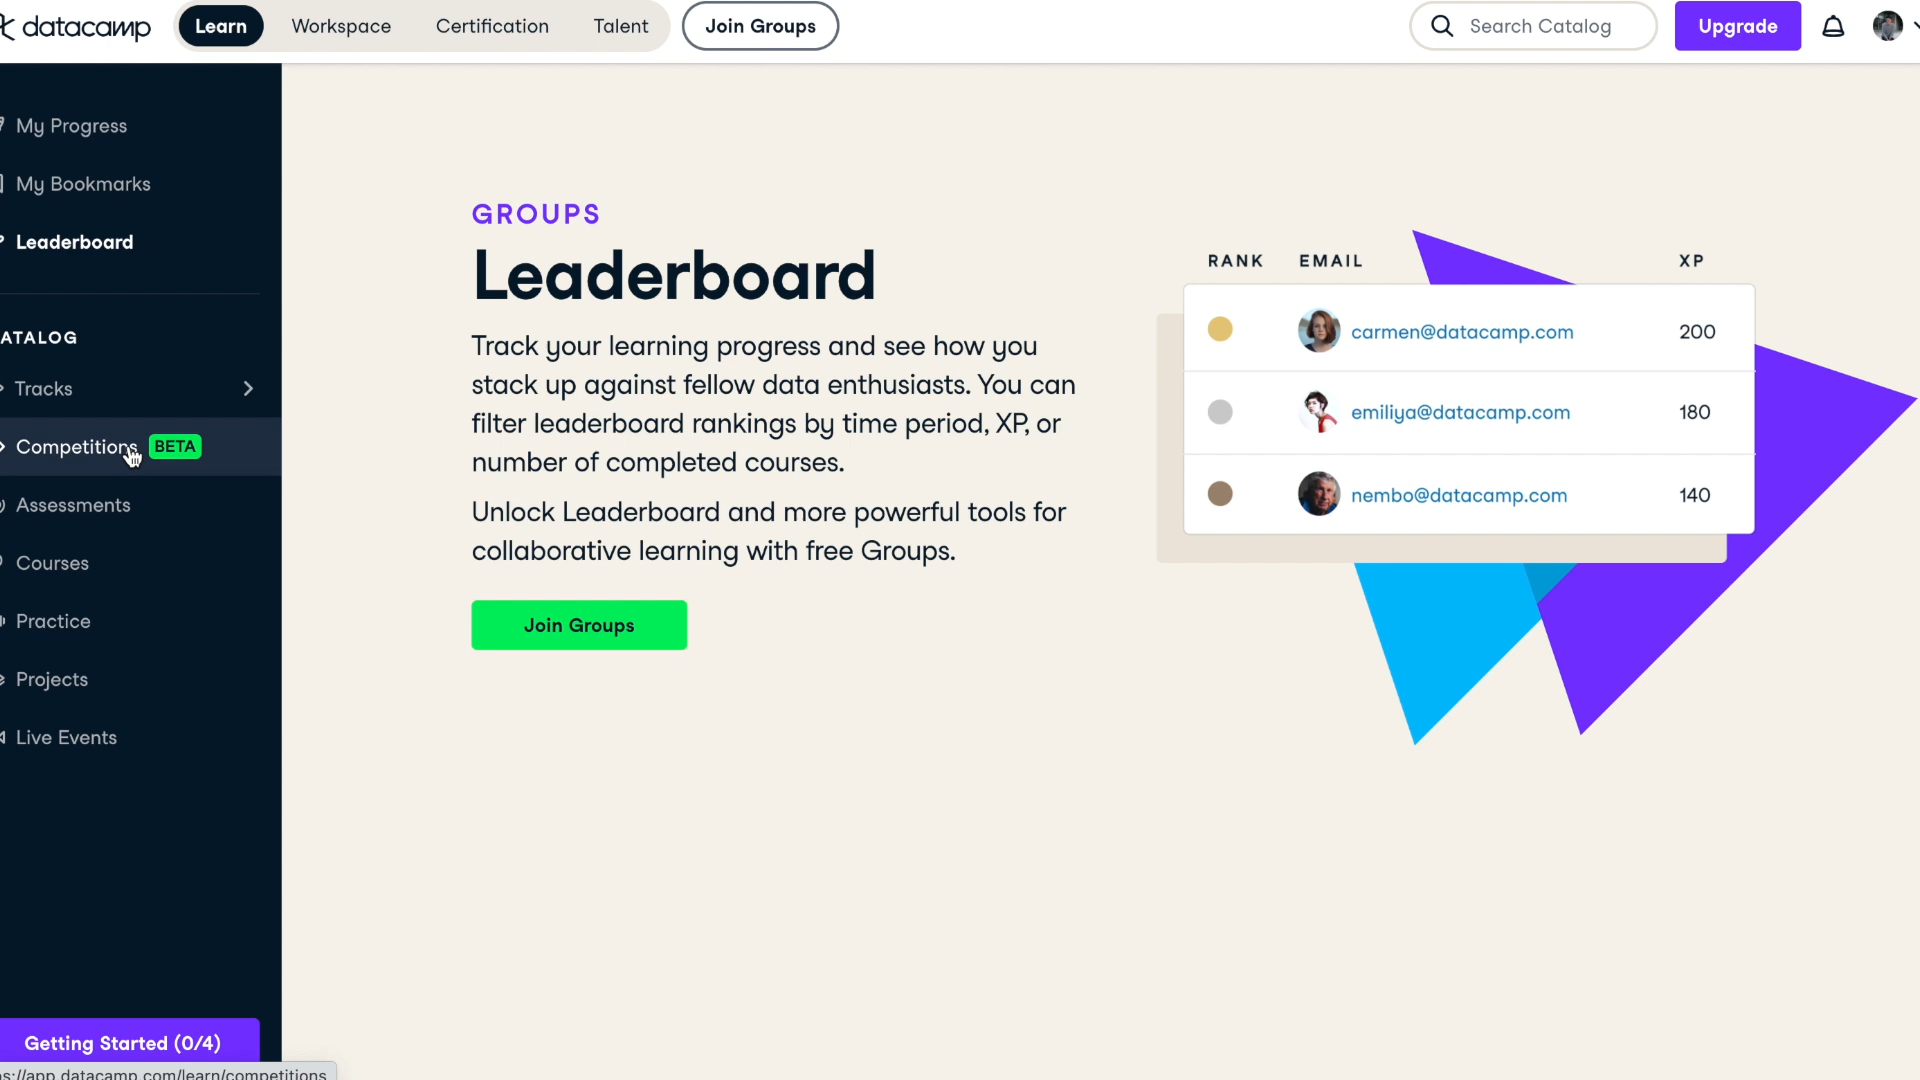 datacamp
Learn
Workspace
Certification
Talent
Join Groups
Search Catalog
Upgrade
My Progress
My Bookmarks
Leaderboard
ATALOG
Tracks
Competitions BETA
Assessments
Courses
Practice
Projects
Live Events
Getting Started (0/4)
s://app.datacamp.com/learn/competitions
GROUPS
Leaderboard
Track your learning progress and see how you
stack up against fellow data enthusiasts. You can
filter leaderboard rankings by time period, XP, or
number of completed courses.
Unlock Leaderboard and more powerful tools for
collaborative learning with free Groups.
Join Groups
RANK EMAIL XP
carmen@datacamp.com 200
emiliya@datacamp.com 180
nembo@datacamp.com 140